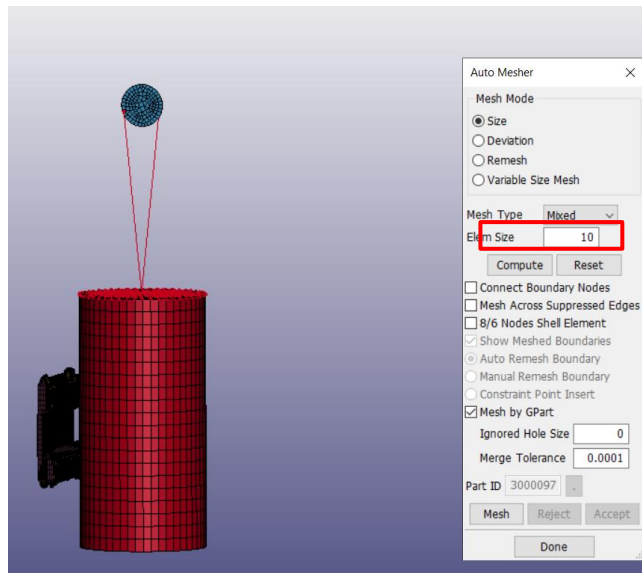 Auto Mesher
Mesh Mode
Size
Deviation
Remesh
Variable Size Mesh
Mesh Type Mixed
Elem Size 10
Compute Reset
Connect Boundary Nodes
Mesh Across Suppressed Edges
8/6 Nodes Shell Element
Show Meshed Boundaries
Auto Remesh Boundary
Manual Remesh Boundary
Constraint Point Insert
Mesh by GPart
Ignored Hole Size 0
Merge Tolerance 0.0001
Part ID 3000097 .
Mesh Reject Accept
Done